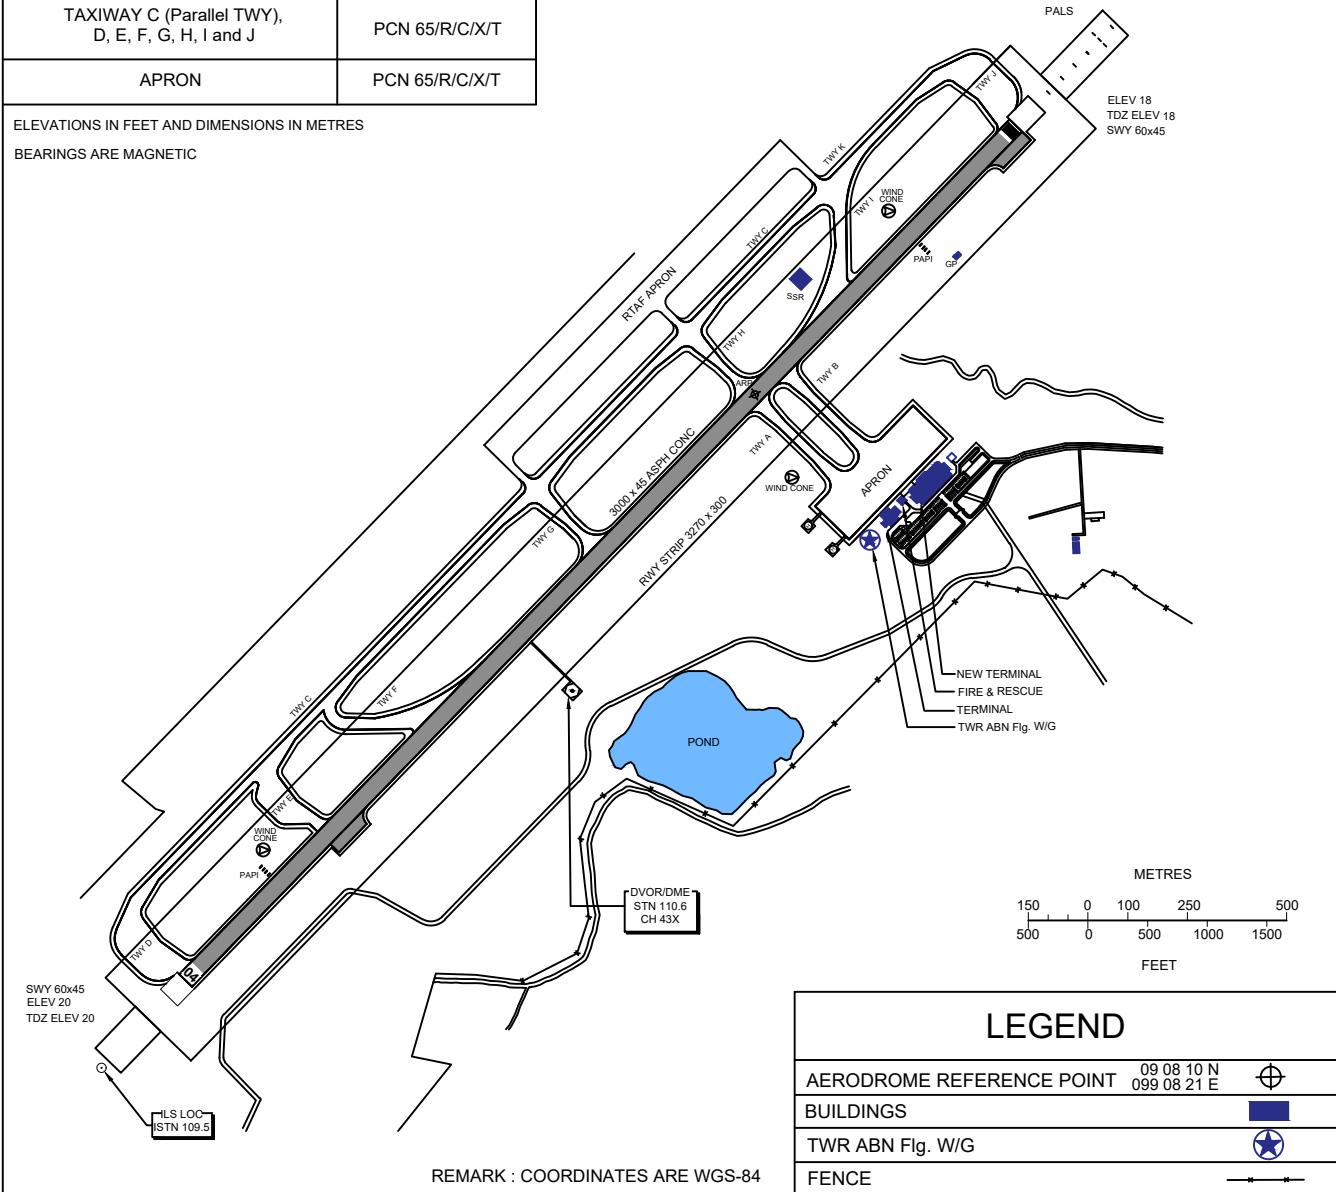 TAXIWAY C (Parallel TWY),
D, E, F, G, H, I and J
PCN 65/R/C/X/T
APRON
PCN 65/R/C/X/T
ELEVATIONS IN FEET AND DIMENSIONS IN METRES
BEARINGS ARE MAGNETIC
PALS
ELEV 18
TDZ ELEV 18
SWY 60x45
TWY J
TWY K
WIND
CONE
TWY I
TWY C
PAPI
GP
RTAF APRON
SSR
TWY H
TWY B
ARP
TWY A
3000 x 45 ASPH CONC
WIND CONE
APRON
TWY G
RWY STRIP 3270 x 300
NEW TERMINAL
FIRE & RESCUE
TERMINAL
TWR ABN Flg. W/G
TWY F
TWY C
POND
TWY E
WIND
CONE
PAPI
DVOR/DME
STN 110.6
CH 43X
TWY D
04
SWY 60x45
ELEV 20
TDZ ELEV 20
ILS LOC
ISTN 109.5
METRES
150 0 100 250 500
500 0 500 1000 1500
FEET
LEGEND
AERODROME REFERENCE POINT
09 08 10 N
099 08 21 E
BUILDINGS
TWR ABN Flg. W/G
FENCE
REMARK : COORDINATES ARE WGS-84